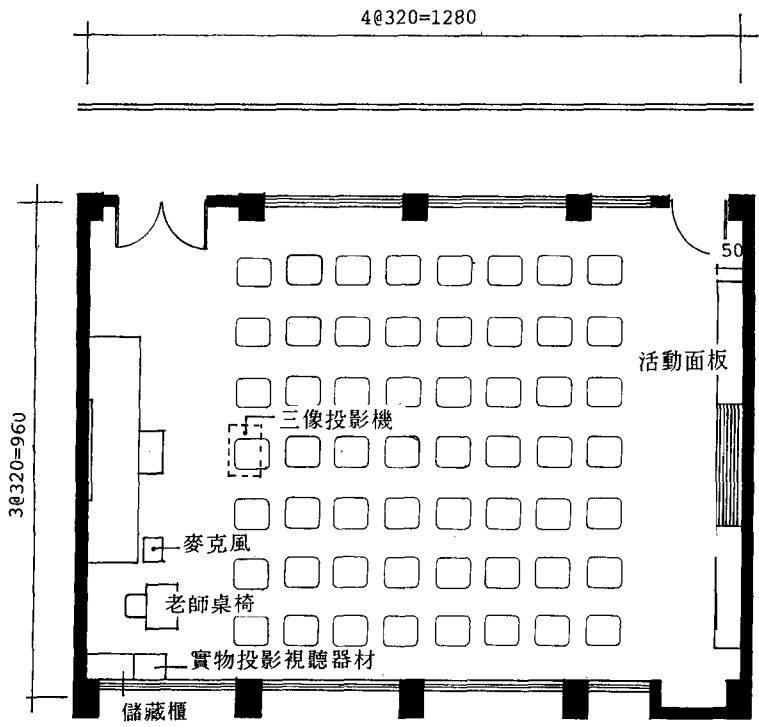 4@320=1280
50
活動面板
三像投影機
3@320=960
麥克風
老師桌椅
實物投影視聽器材
儲藏櫃